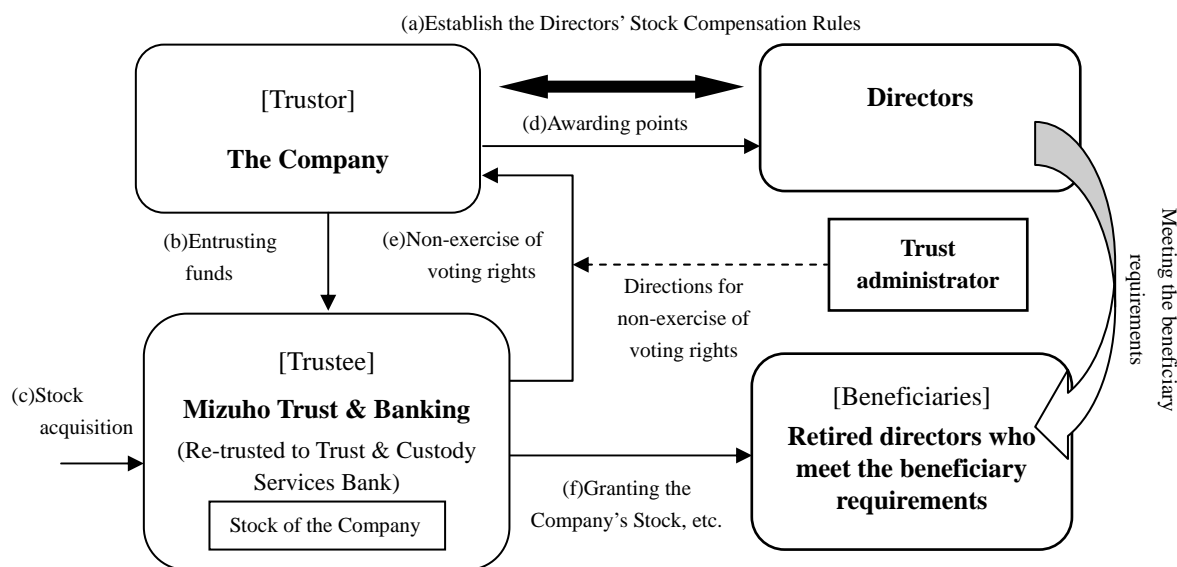 (a)Establish the Directors’ Stock Compensation Rules
[Trustor]
The Company
Directors
(d)Awarding points
(b)Entrusting
funds
(e)Non-exercise of
voting rights
Trust
administrator
Directions for
non-exercise of
voting rights
Meeting the beneficiary
requirements
[Trustee]
Mizuho Trust & Banking
(Re-trusted to Trust & Custody
Services Bank)
Stock of the Company
(c)Stock
acquisition
[Beneficiaries]
Retired directors who
meet the beneficiary
requirements
(f)Granting the
Company’s Stock, etc.